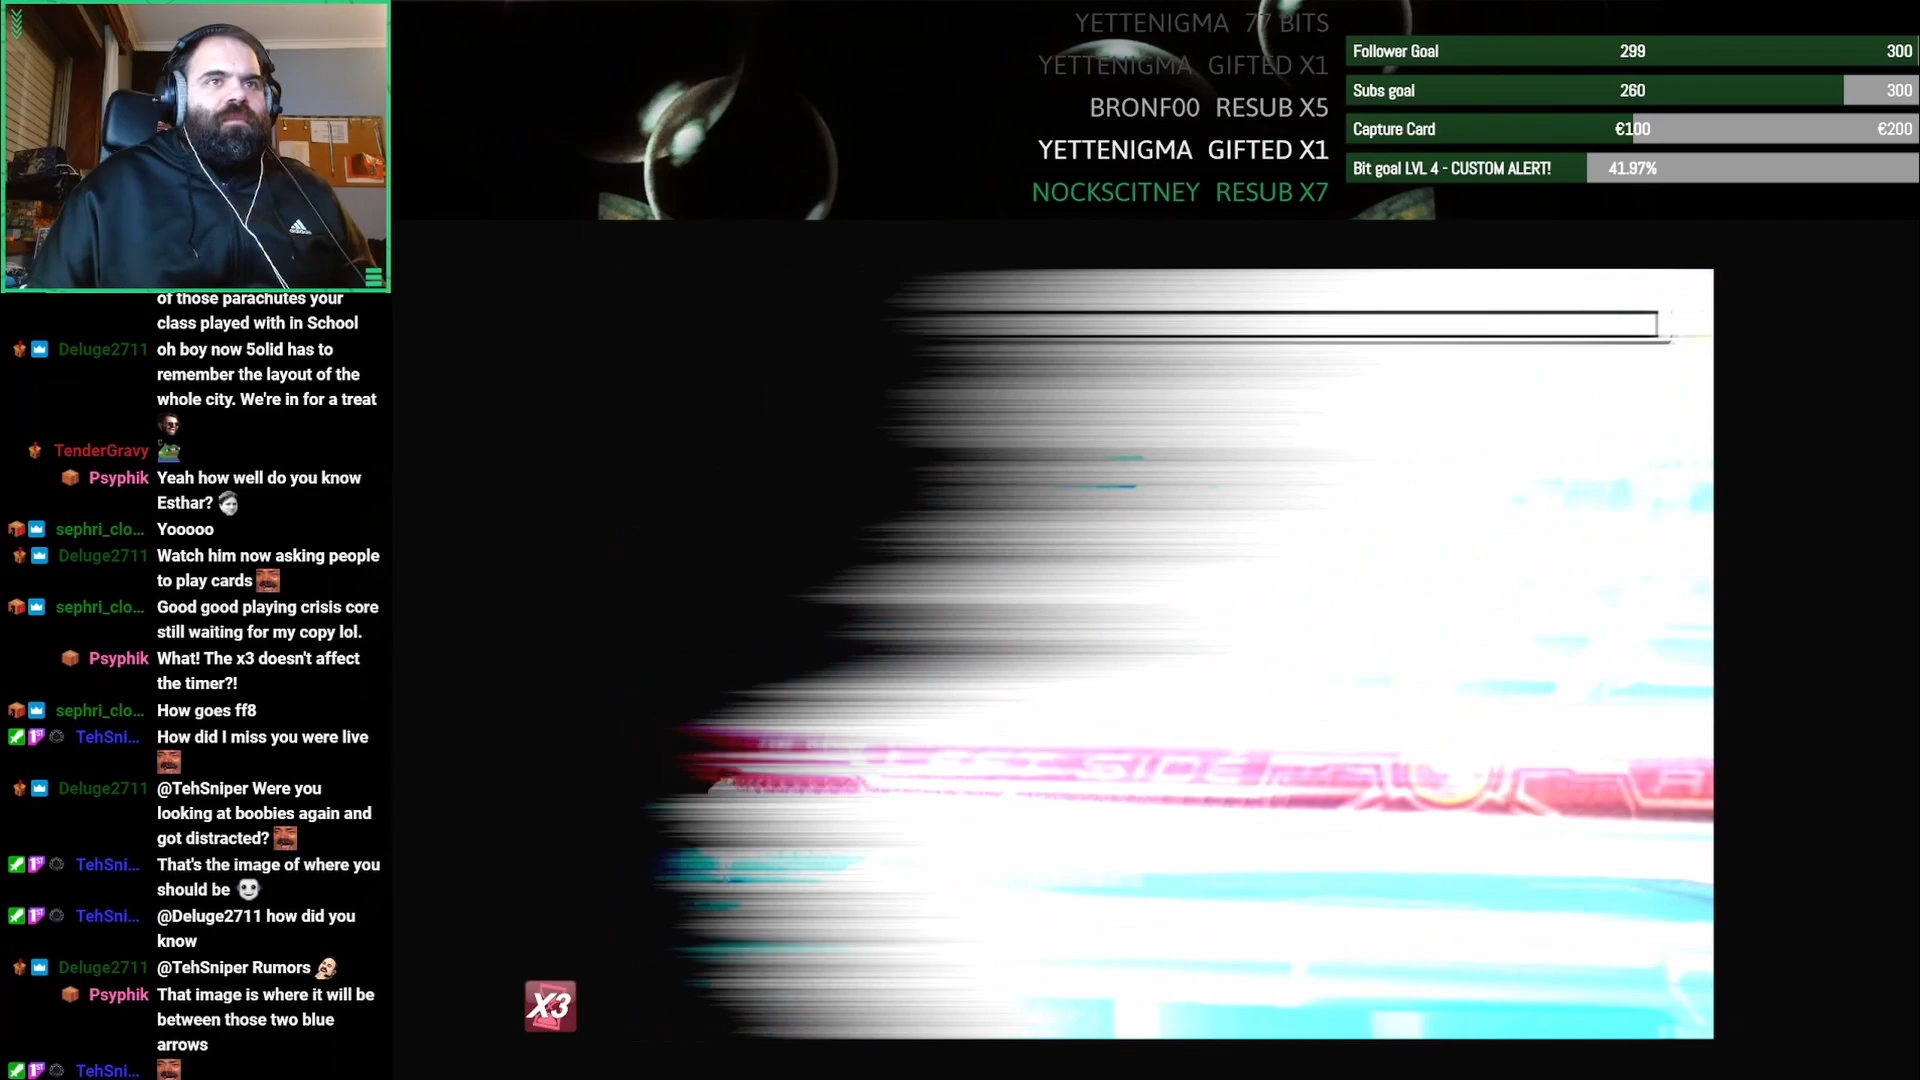 YETTENIGMA 77 BITS
YETTENIGMA GIFTED X1
BRONF00 RESUB X5
YETTENIGMA GIFTED X1
NOCKSCITNEY RESUB X7
Follower Goal 299 300
Subs goal 260 300
Capture Card €100 €200
Bit goal LVL 4 - CUSTOM ALERT! 41.97%
adidas
of those parachutes your
class played with in School
Deluge2711 oh boy now 5olid has to
remember the layout of the
whole city. We're in for a treat
TenderGravy
Psyphik Yeah how well do you know
Esthar?
sephri_clo... Yooooo
Deluge2711 Watch him now asking people
to play cards
sephri_clo... Good good playing crisis core
still waiting for my copy lol.
Psyphik What! The x3 doesn't affect
the timer?!
sephri_clo... How goes ff8
TehSni... How did I miss you were live
Deluge2711 @TehSniper Were you
looking at boobies again and
got distracted?
TehSni... That's the image of where you
should be
TehSni... @Deluge2711 how did you
know
Deluge2711 @TehSniper Rumors
Psyphik That image is where it will be
between those two blue
arrows
TehSni...
X3